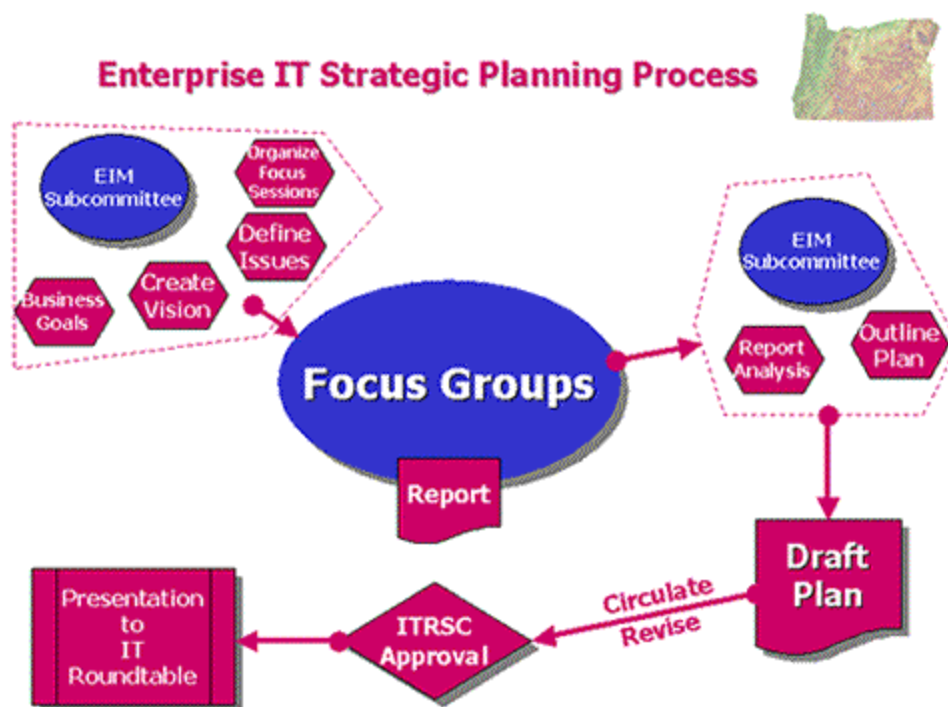 Enterprise IT Strategic Planning Process
EIM
Subcommittee
Organize
Focus
Sessions
Define
Issues
Create
Vision
Business
Goals
Focus Groups
Report
EIM
Subcommittee
Report
Analysis
Outline
Plan
Draft
Plan
Circulate
Revise
ITRSC
Approval
Presentation
to
IT
Roundtable